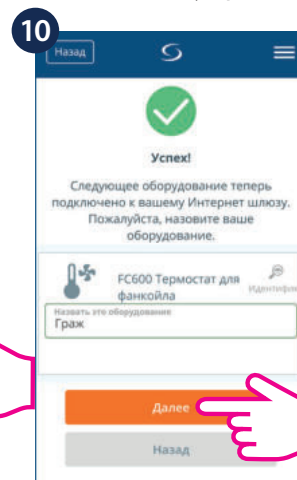 10
Назад
Успех!
Следующее оборудование теперь
подключено к вашему Интернет шлюзу.
Пожалуйста, назовите ваше
оборудование.
FC600 Термостат для
фанкойла
Назвать это оборудование
Граж
Далее
Назад